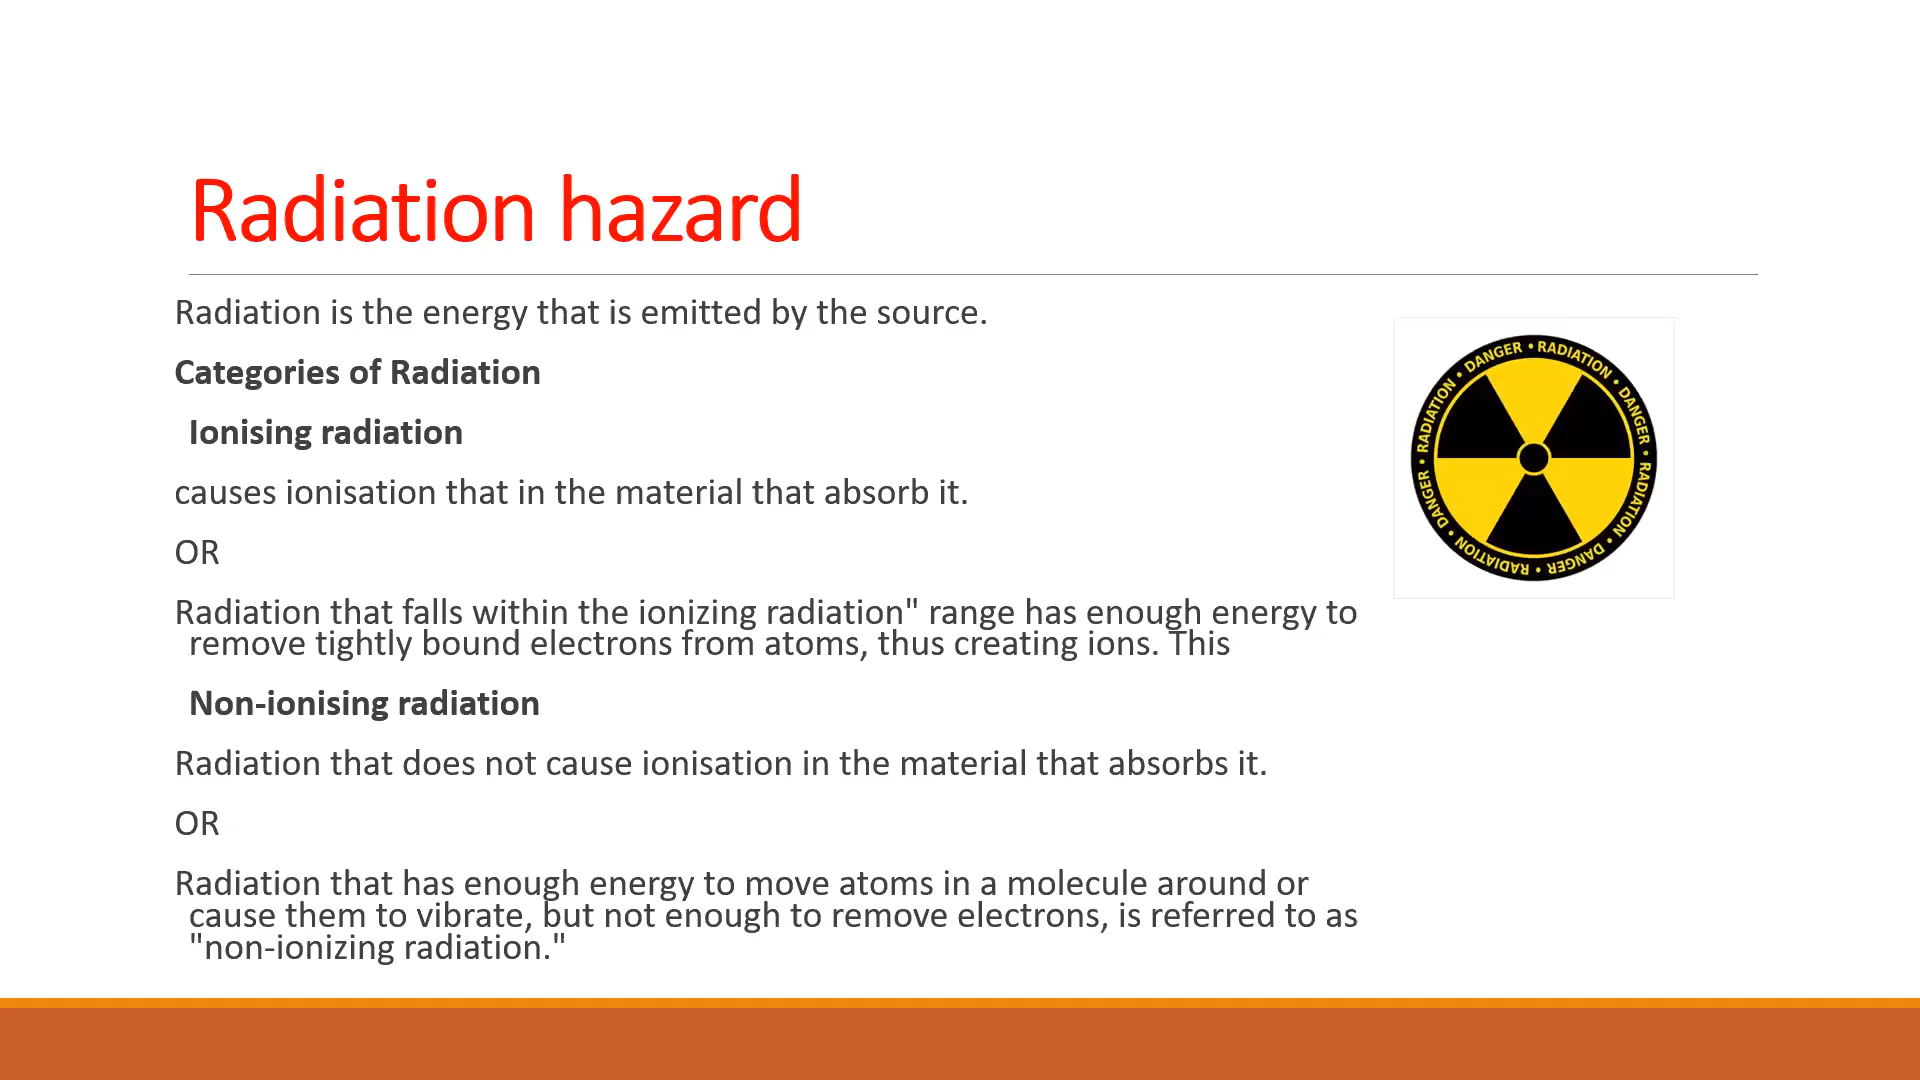 Radiation hazard
Radiation is the energy that is emitted by the source.
Categories of Radiation
Ionising radiation
causes ionisation that in the material that absorb it.
OR
Radiation that falls within the ionizing radiation" range has enough energy to
remove tightly bound electrons from atoms, thus creating ions. This
Non-ionising radiation
Radiation that does not cause ionisation in the material that absorbs it.
OR
Radiation that has enough energy to move atoms in a molecule around or
cause them to vibrate, but not enough to remove electrons, is referred to as
"non-ionizing radiation."
DANGER • RADIATION • DANGER • RADIATION • DANGER • RADIATION • DANGER • RADIATION •